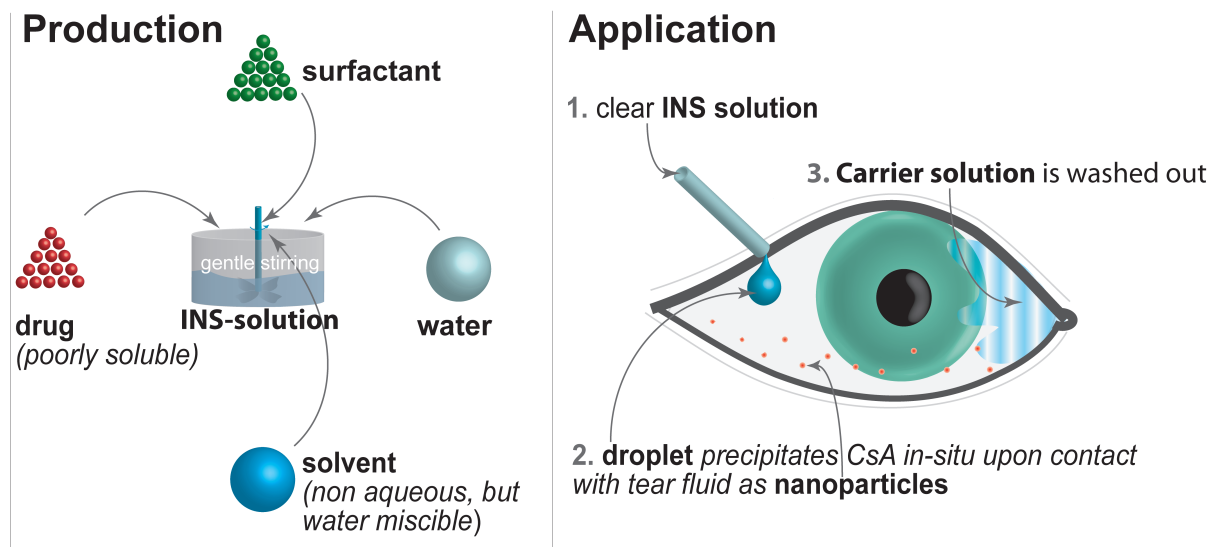 Production
surfactant
gentle stirring
INS-solution
drug
(poorly soluble)
water
solvent
(non aqueous, but
water miscible)
Application
1. clear INS solution
3. Carrier solution is washed out
2. droplet precipitates CsA in-situ upon contact
with tear fluid as nanoparticles